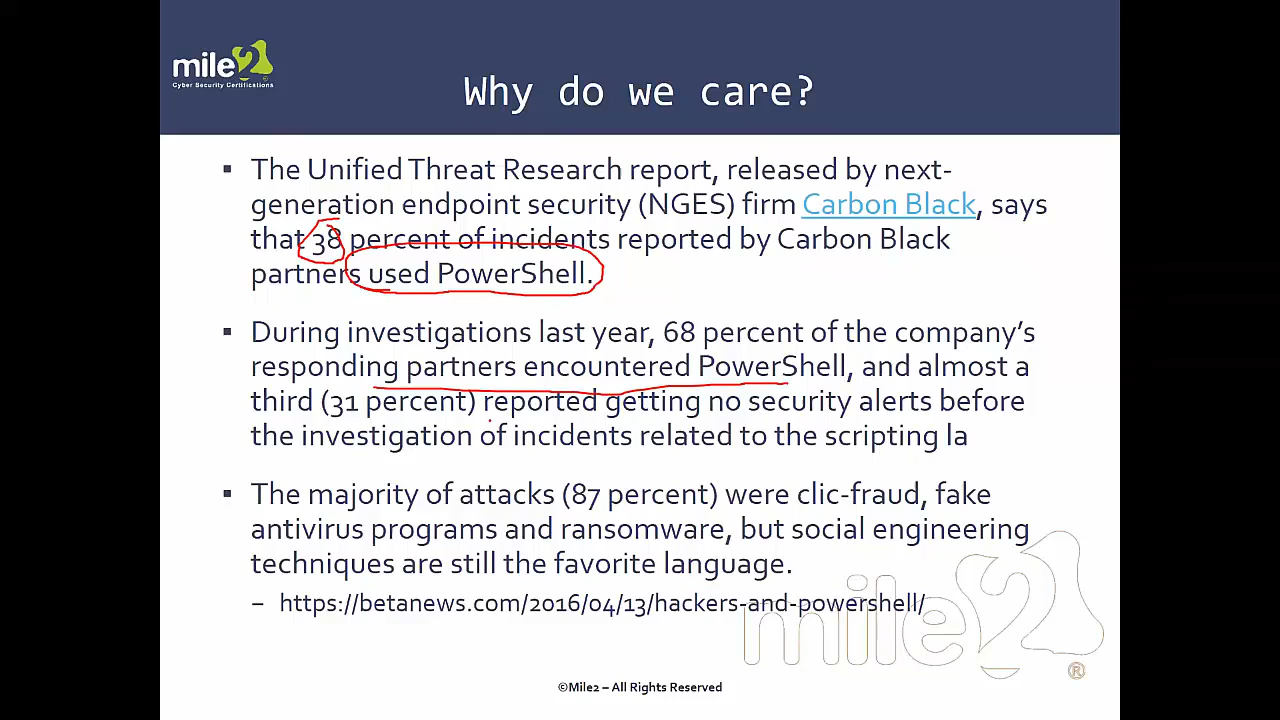 mile2
Cyber Security Certifications
Why do we care?
▪ The Unified Threat Research report, released by next-
generation endpoint security (NGES) firm Carbon Black, says
that 38 percent of incidents reported by Carbon Black
partners used PowerShell.
▪ During investigations last year, 68 percent of the company's
responding partners encountered PowerShell, and almost a
third (31 percent) reported getting no security alerts before
the investigation of incidents related to the scripting la
▪ The majority of attacks (87 percent) were clic-fraud, fake
antivirus programs and ransomware, but social engineering
techniques are still the favorite language.
– https://betanews.com/2016/04/13/hackers-and-powershell/
mile2®
©Mile2 – All Rights Reserved